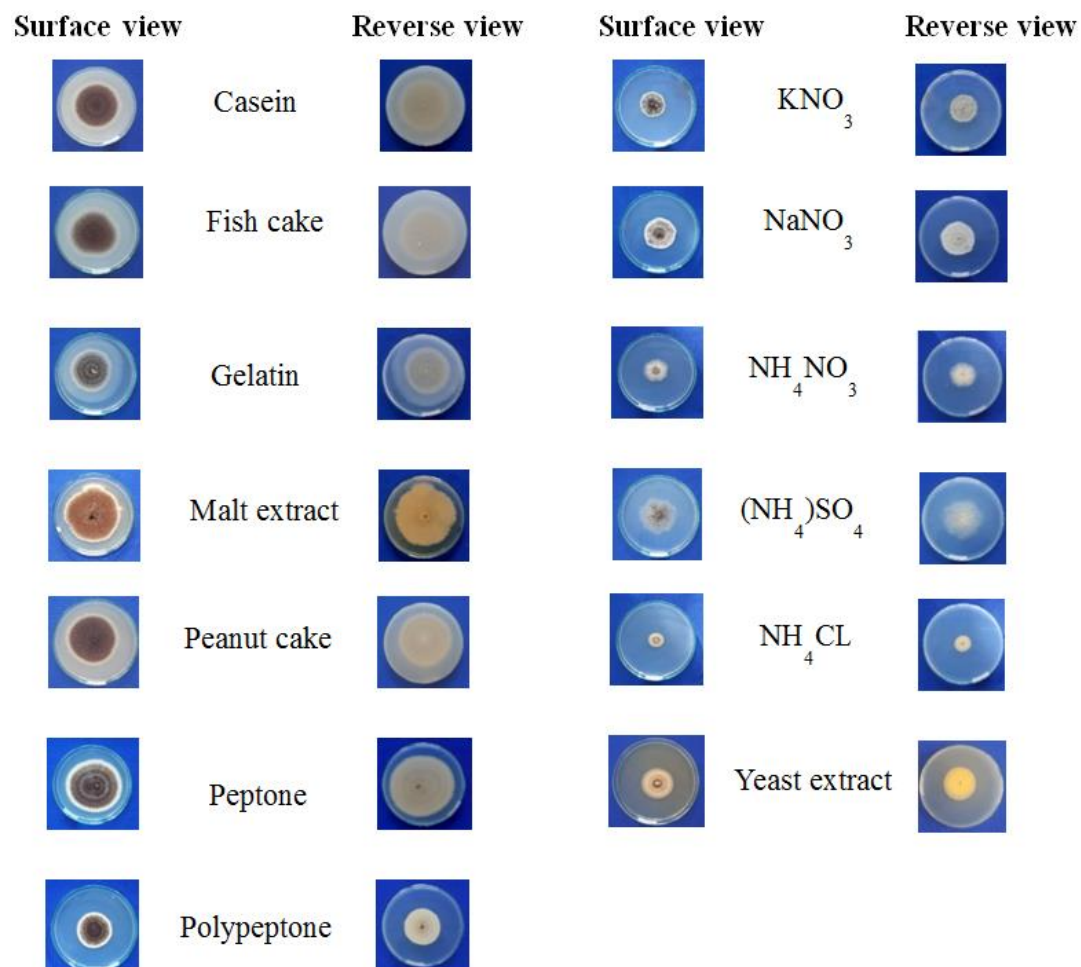 Surface view Reverse view Surface view Reverse view
Casein KNO₃
Fish cake NaNO₃
Gelatin NH₄NO₃
Malt extract (NH₄)SO₄
Peanut cake NH₄CL
Peptone Yeast extract
Polypeptone